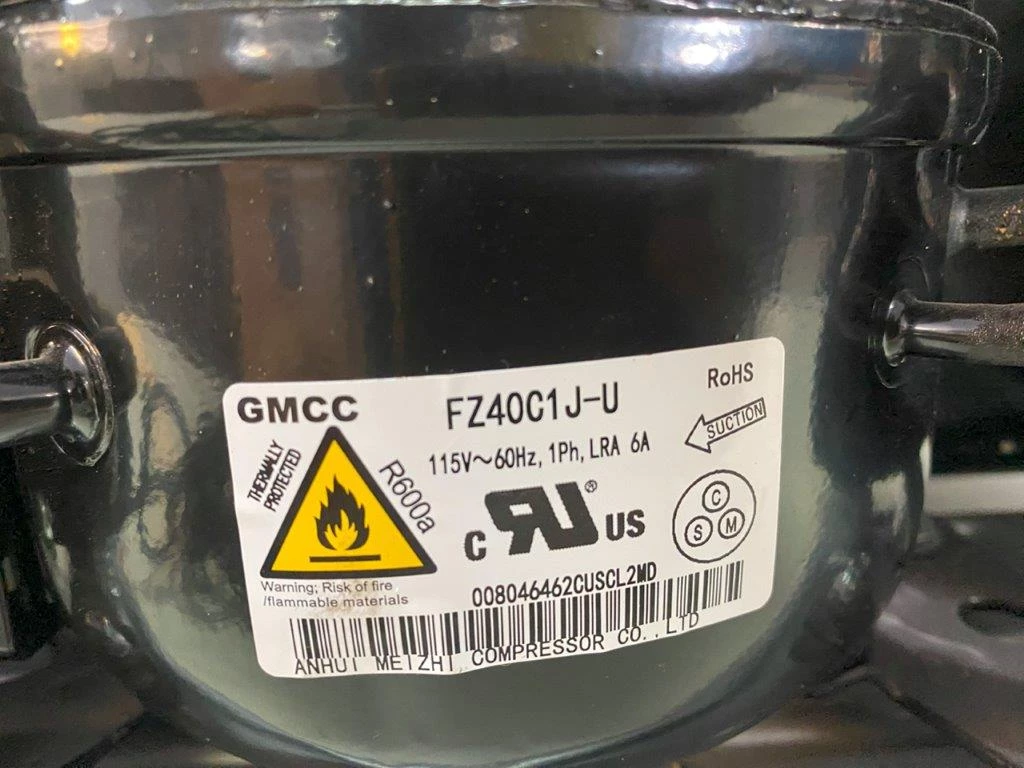 GMCC
FZ40C1J-U
RoHS
115V~60Hz, 1Ph, LRA 6A
SUCTION
THERMALLY
PROTECTED
R600a
C
S
M
C UR ® US
Warning; Risk of fire
/flammable materials
008046462CUSCL2MD
ANHUI MEIZHI COMPRESSOR CO.,LTD